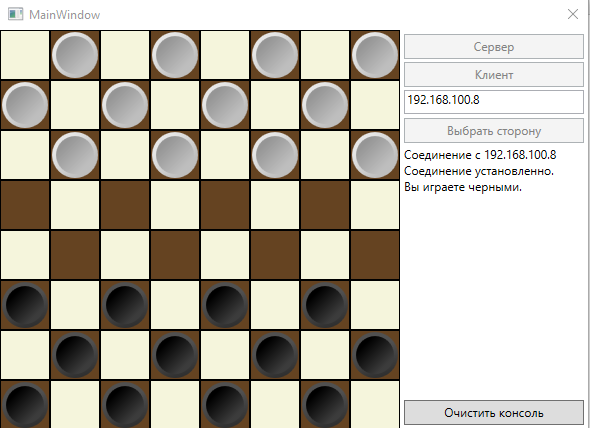 MainWindow
Сервер
Клиент
192.168.100.8
Выбрать сторону
Соединение с 192.168.100.8
Соединение установленно.
Вы играете черными.
Очистить консоль